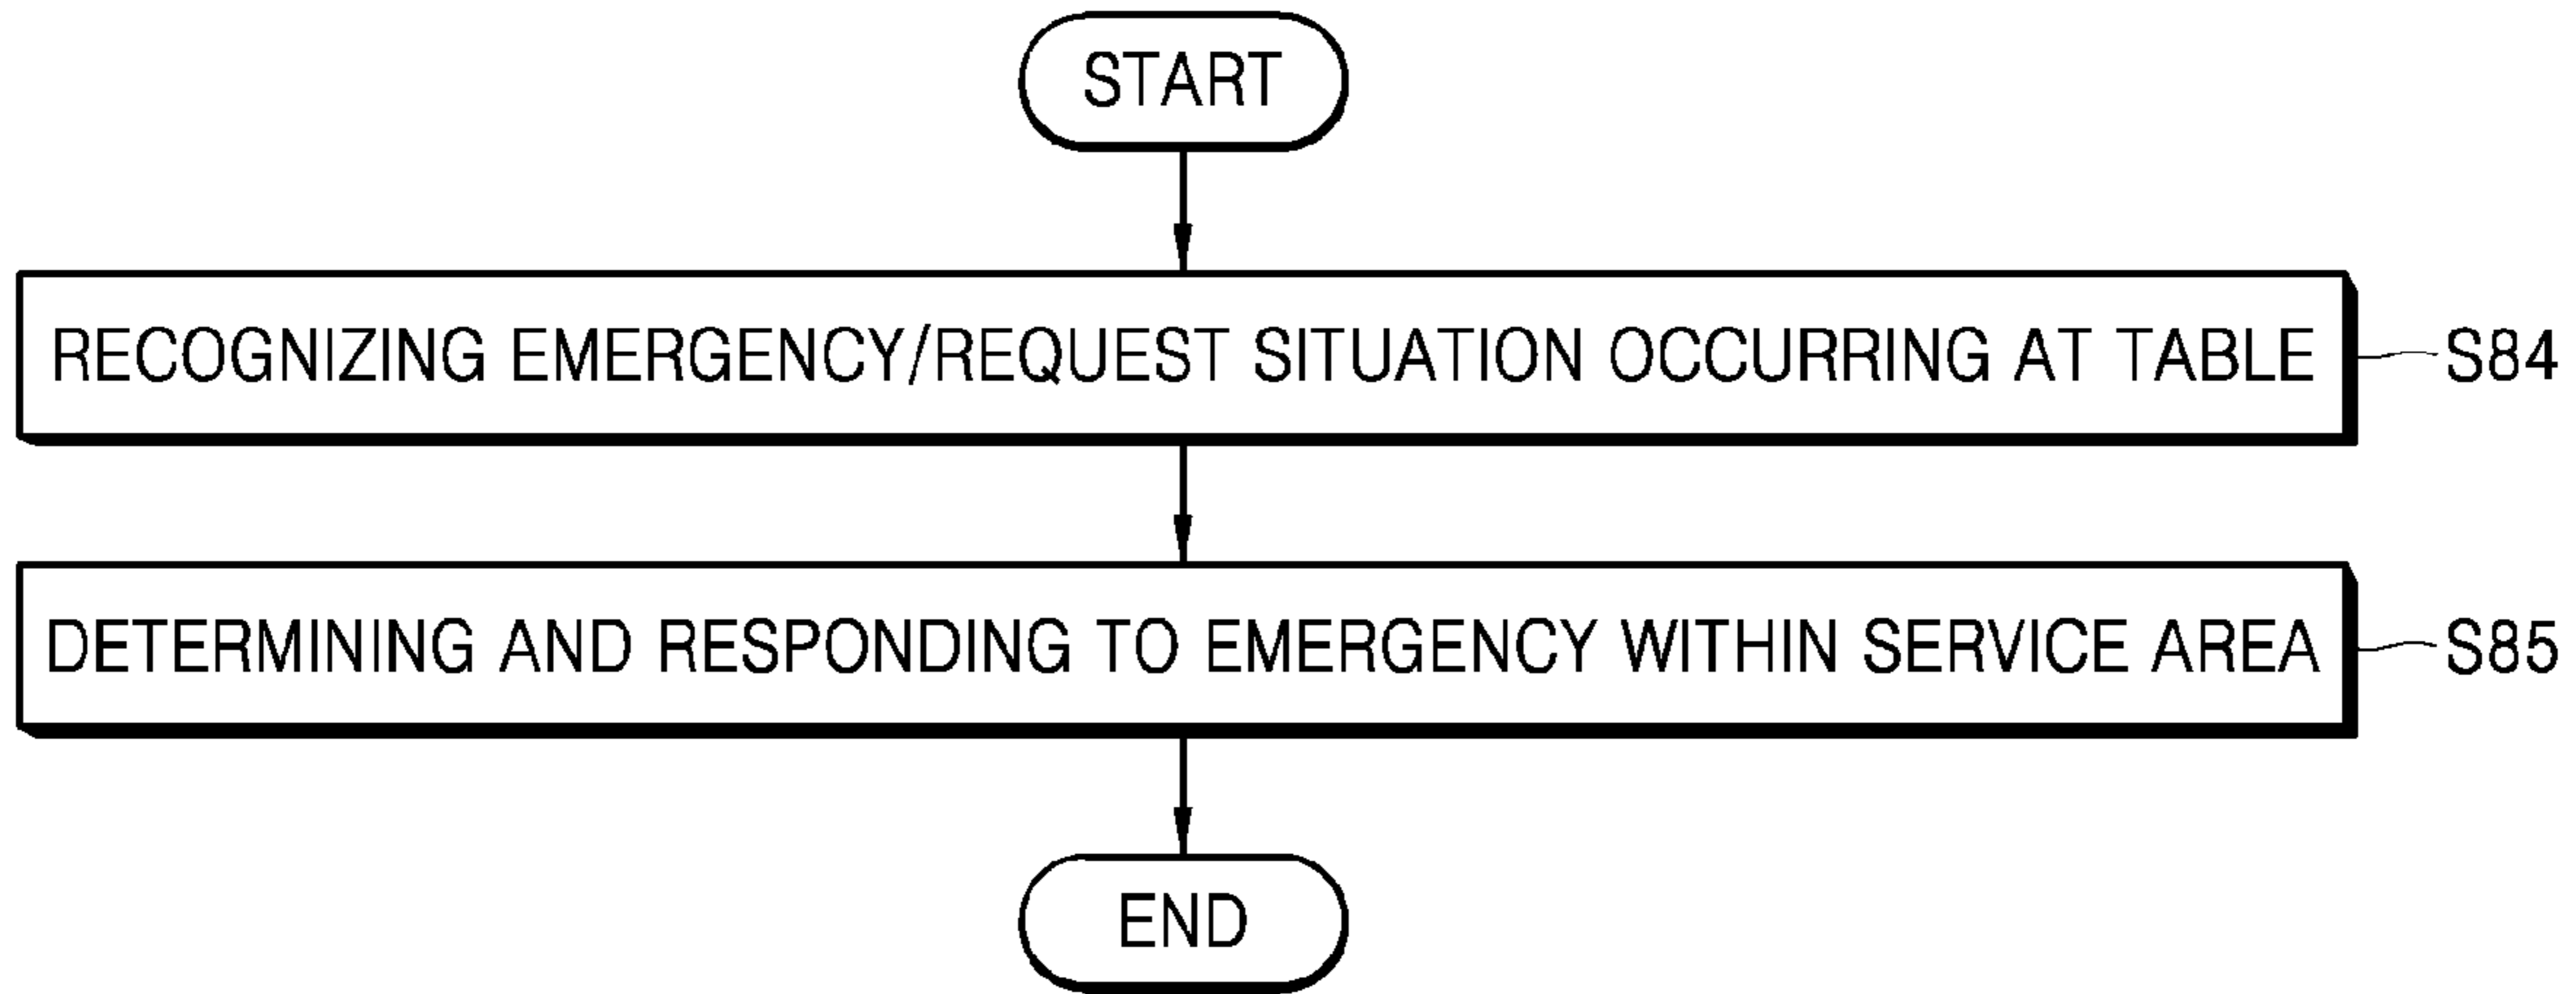 START
RECOGNIZING EMERGENCY/REQUEST SITUATION OCCURRING AT TABLE
S84
DETERMINING AND RESPONDING TO EMERGENCY WITHIN SERVICE AREA
S85
END